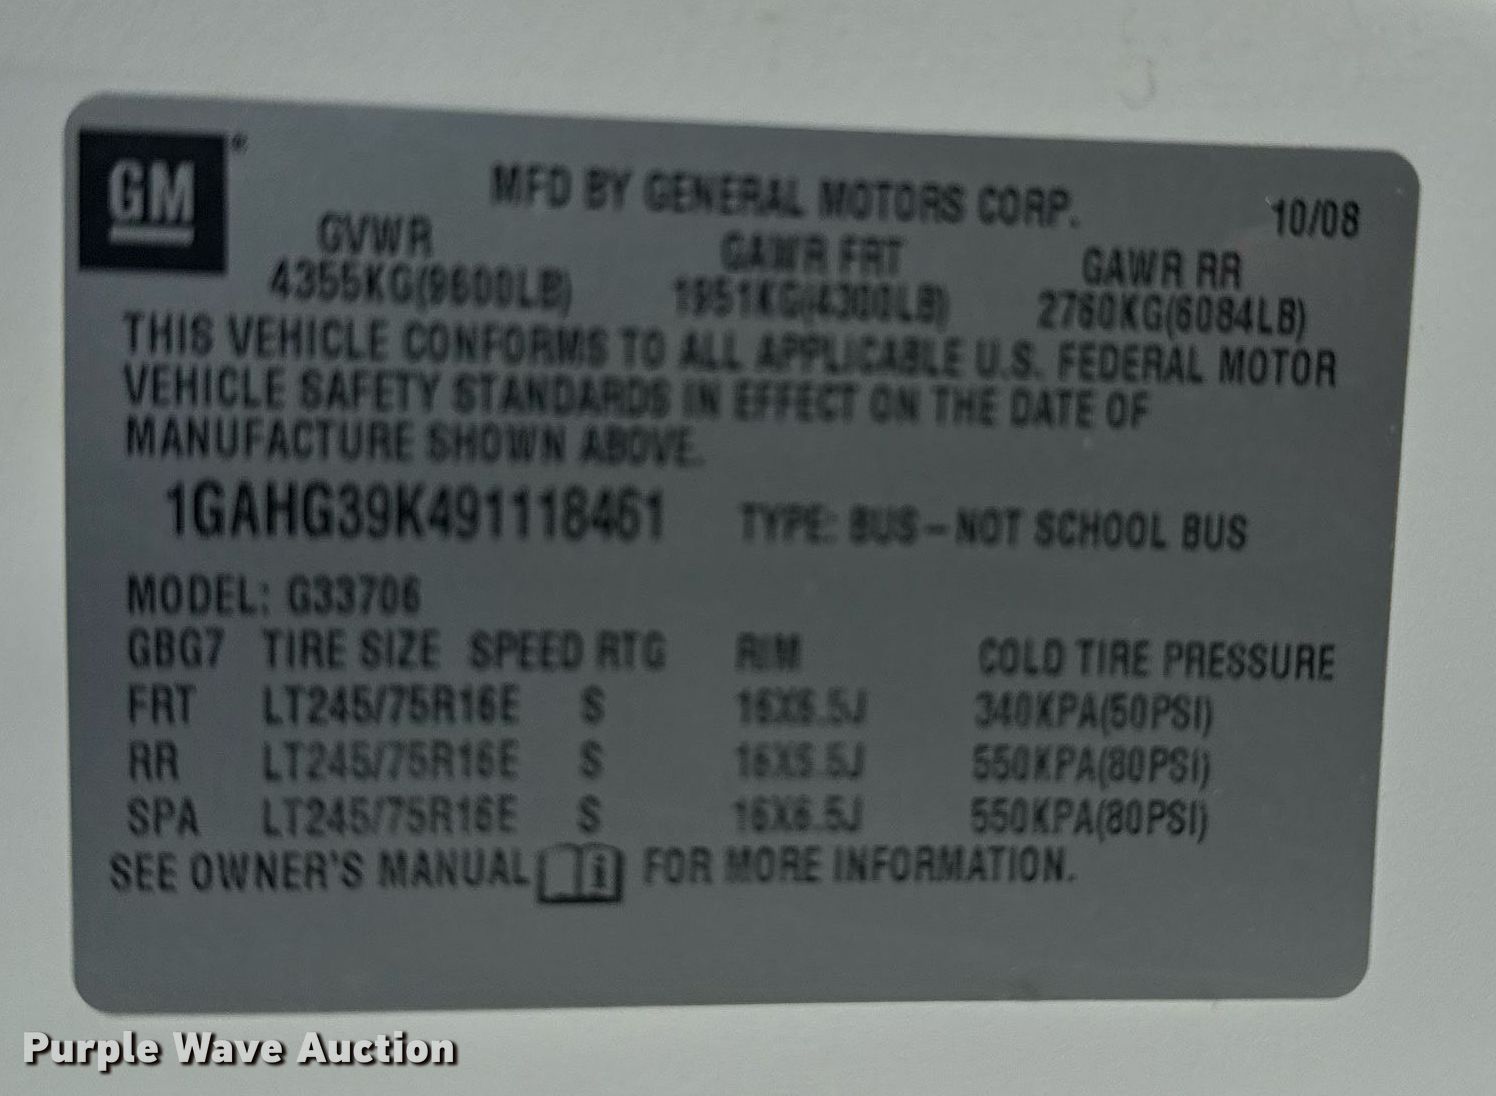 GM®
MFD BY GENERAL MOTORS CORP.
10/08
GVWR GAWR FRT GAWR RR
4355KG(9600LB) 1951KG(4300LB) 2760KG(6084LB)
THIS VEHICLE CONFORMS TO ALL APPLICABLE U.S. FEDERAL MOTOR
VEHICLE SAFETY STANDARDS IN EFFECT ON THE DATE OF
MANUFACTURE SHOWN ABOVE.
1GAHG39K491118461 TYPE: BUS-NOT SCHOOL BUS
MODEL: G33706
GBG7 TIRE SIZE SPEED RTG RIM COLD TIRE PRESSURE
FRT LT245/75R16E S 16X6.5J 340KPA(50PSI)
RR LT245/75R16E S 16X6.5J 550KPA(80PSI)
SPA LT245/75R16E S 16X6.5J 550KPA(80PSI)
SEE OWNER'S MANUAL i FOR MORE INFORMATION.
Purple Wave Auction